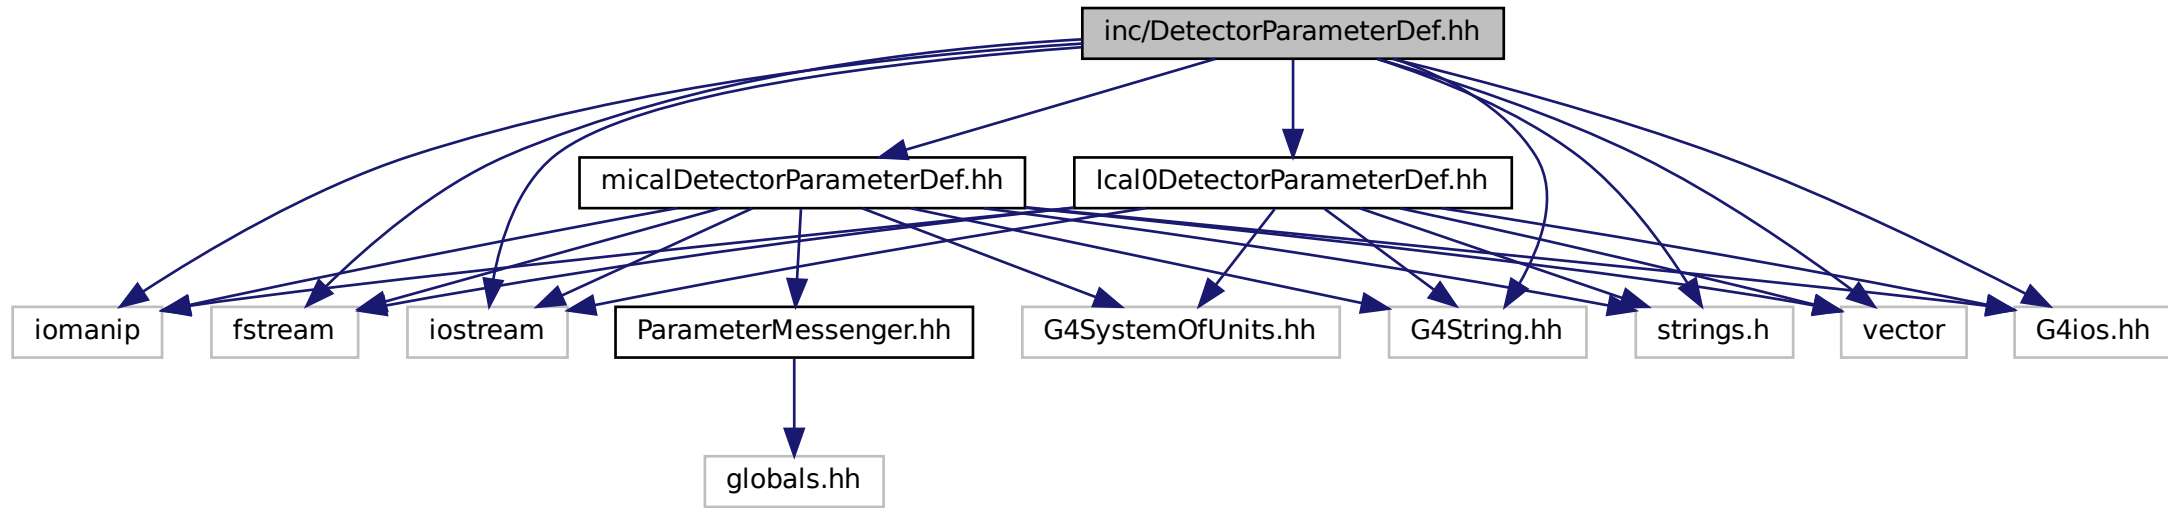 inc/DetectorParameterDef.hh
micalDetectorParameterDef.hh
Ical0DetectorParameterDef.hh
iomanip
fstream
iostream
ParameterMessenger.hh
G4SystemOfUnits.hh
G4String.hh
strings.h
vector
G4ios.hh
globals.hh